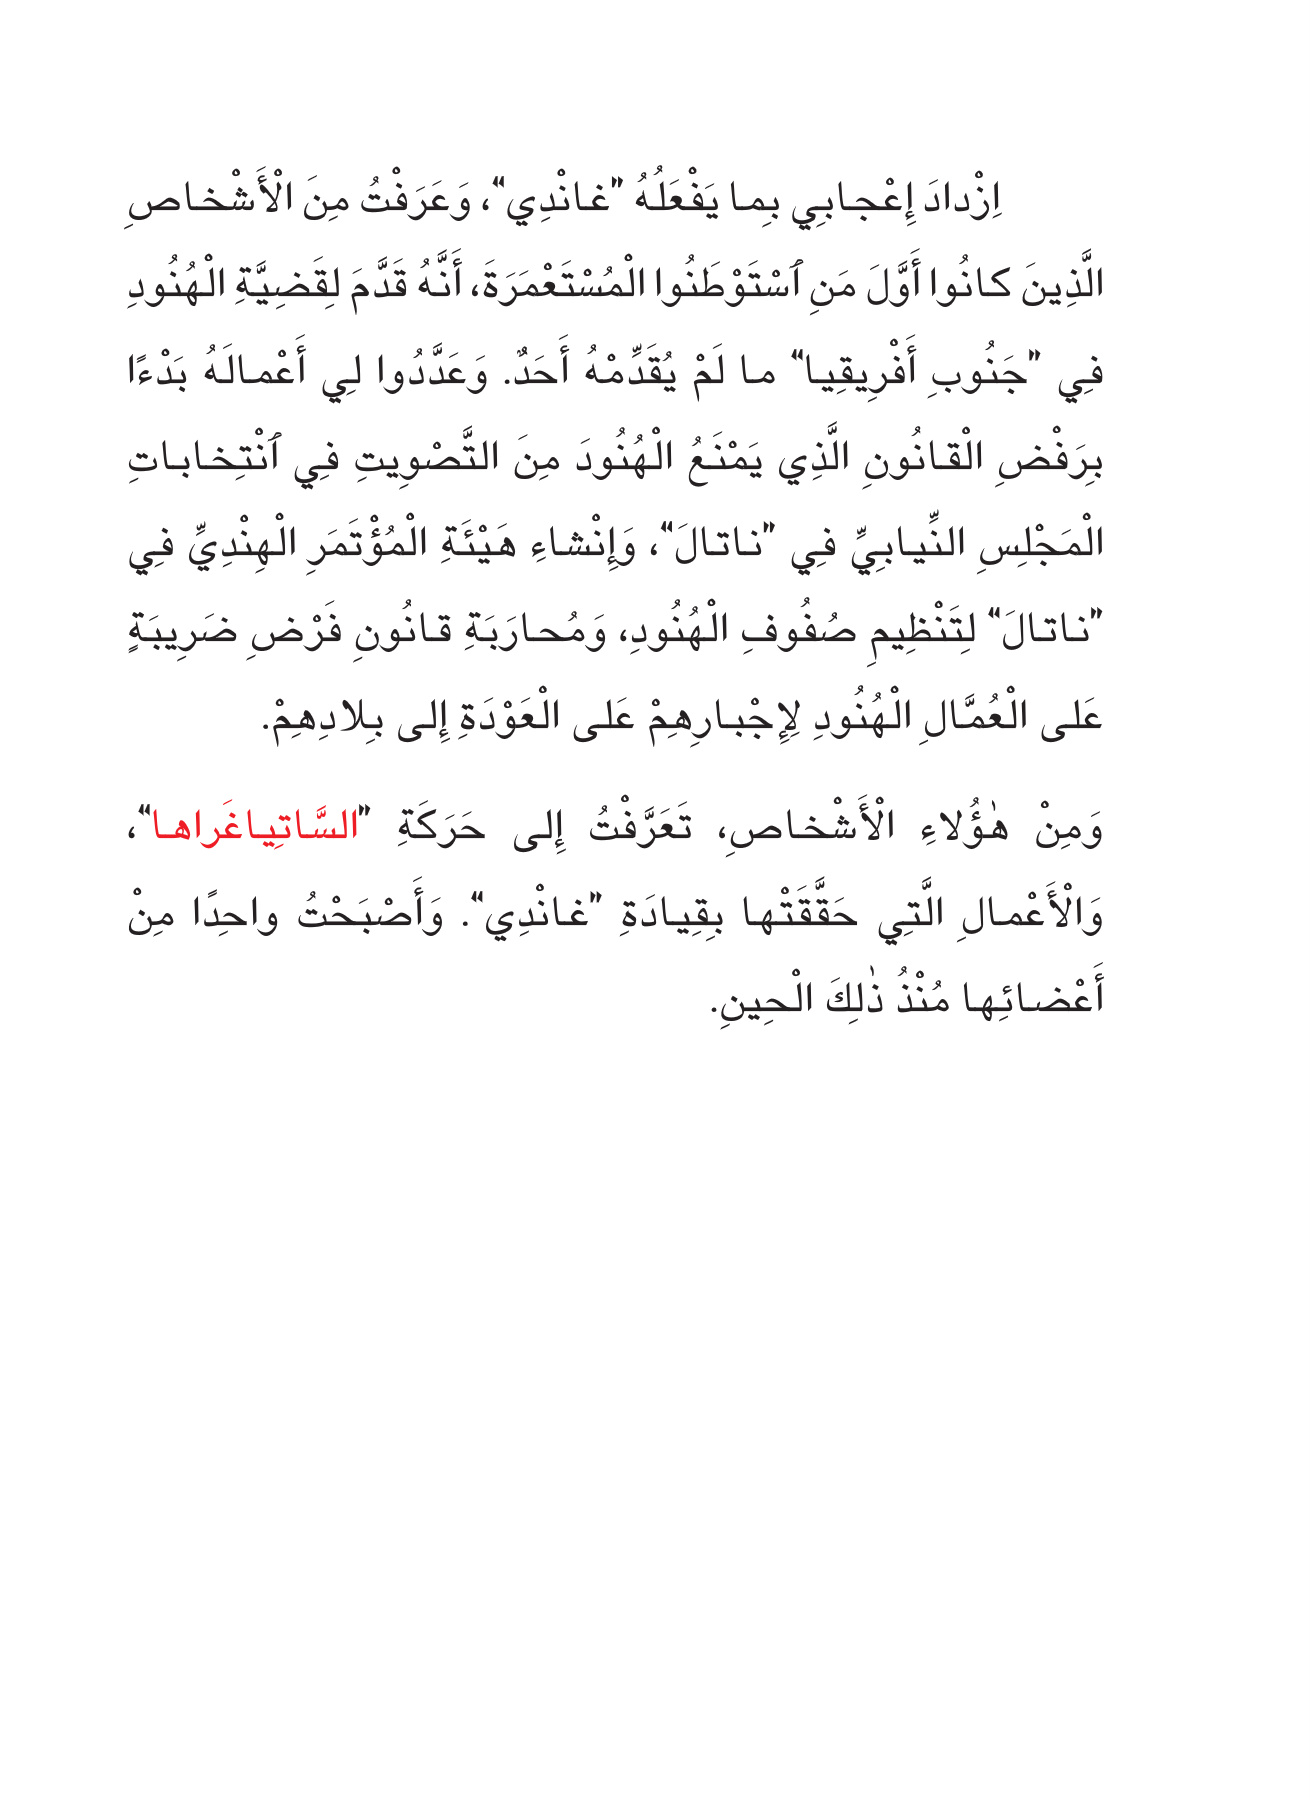 اِزْدادَ إِعْجابِي بِما يَفْعَلُهُ ”غانْدِي“، وَعَرَفْتُ مِنَ الْأَشْخاصِ
الَّذِينَ كانُوا أَوَّلَ مَنِ ٱسْتَوْطَنُوا الْمُسْتَعْمَرَةَ، أَنَّهُ قَدَّمَ لِقَضِيَّةِ الْهُنُودِ
فِي ”جَنُوبِ أَفْرِيقِيا“ ما لَمْ يُقَدِّمْهُ أَحَدٌ. وَعَدَّدُوا لِي أَعْمالَهُ بَدْءًا
بِرَفْضِ الْقانُونِ الَّذِي يَمْنَعُ الْهُنُودَ مِنَ التَّصْوِيتِ فِي ٱنْتِخاباتِ
الْمَجْلِسِ النِّيابِيِّ فِي ”ناتالَ“، وَإِنْشاءِ هَيْئَةِ الْمُؤْتَمَرِ الْهِنْدِيِّ فِي
”ناتالَ“ لِتَنْظِيمِ صُفُوفِ الْهُنُودِ، وَمُحارَبَةِ قانُونِ فَرْضِ ضَرِيبَةٍ
عَلى الْعُمَّالِ الْهُنُودِ لِإِجْبارِهِمْ عَلى الْعَوْدَةِ إِلى بِلادِهِمْ.
وَمِنْ هٰؤُلاءِ الْأَشْخاصِ، تَعَرَّفْتُ إِلى حَرَكَةِ ”السَّاتِياغَراها“،
وَالْأَعْمالِ الَّتِي حَقَّقَتْها بِقِيادَةِ ”غانْدِي“. وَأَصْبَحْتُ واحِدًا مِنْ
أَعْضائِها مُنْذُ ذٰلِكَ الْحِينِ.